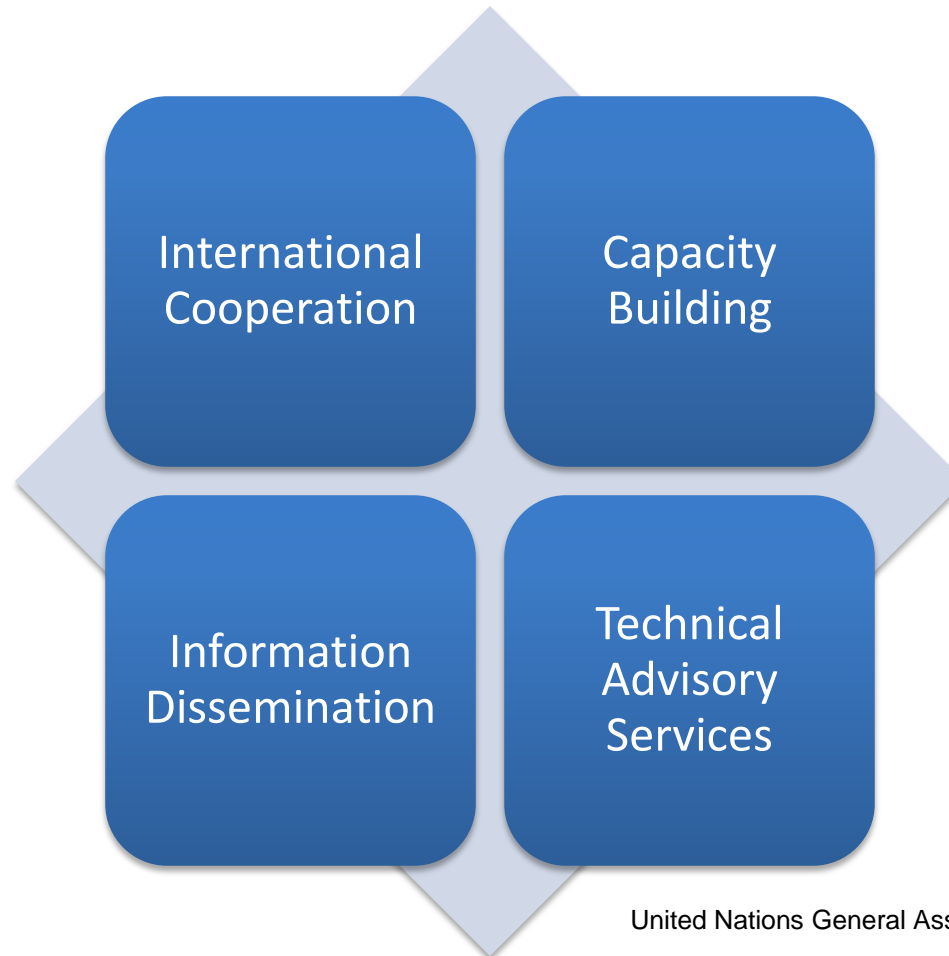 International
Cooperation
Capacity
Building
Information
Dissemination
Technical
Advisory
Services
United Nations General